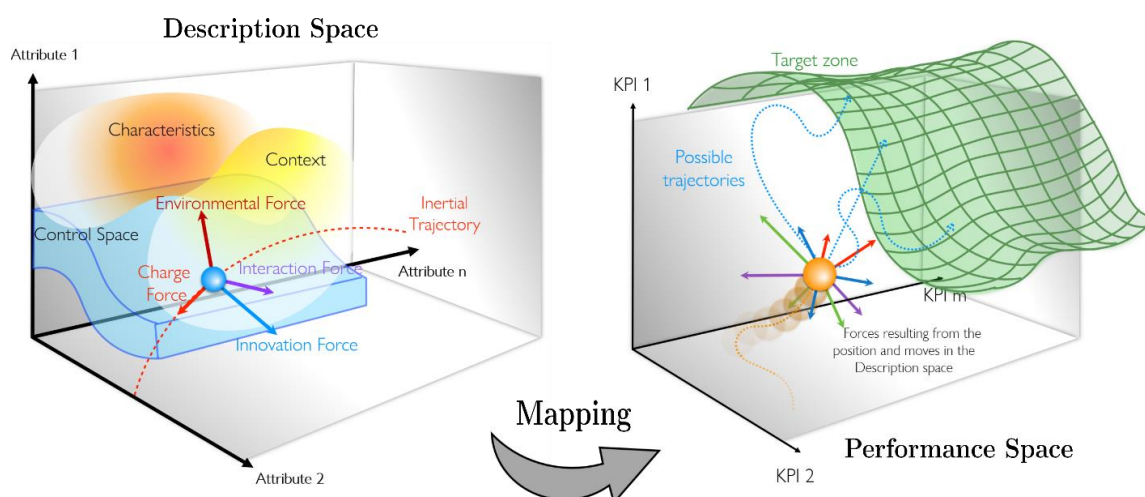 Description Space
Attribute 1
Characteristics
Context
Environmental Force
Control Space
Inertial
Trajectory
Charge
Force
Interaction Force
Attribute n
Innovation Force
Attribute 2
Mapping
Target zone
KPI 1
Possible
trajectories
KPI m
Forces resulting from the
position and moves in the
Description space
Performance Space
KPI 2